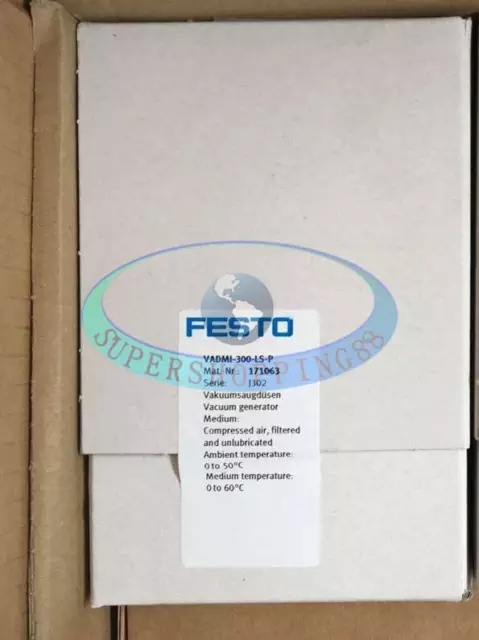 FESTO
SUPERSHOPPING88
VADMI-300-LS-P
Mat. Nr.: 171063
Serie: J302
Vakuumsaugdüsen
Vacuum generator
Medium:
Compressed air, filtered
and unlubricated
Ambient temperature:
0 to 50°C
Medium temperature:
0 to 60°C